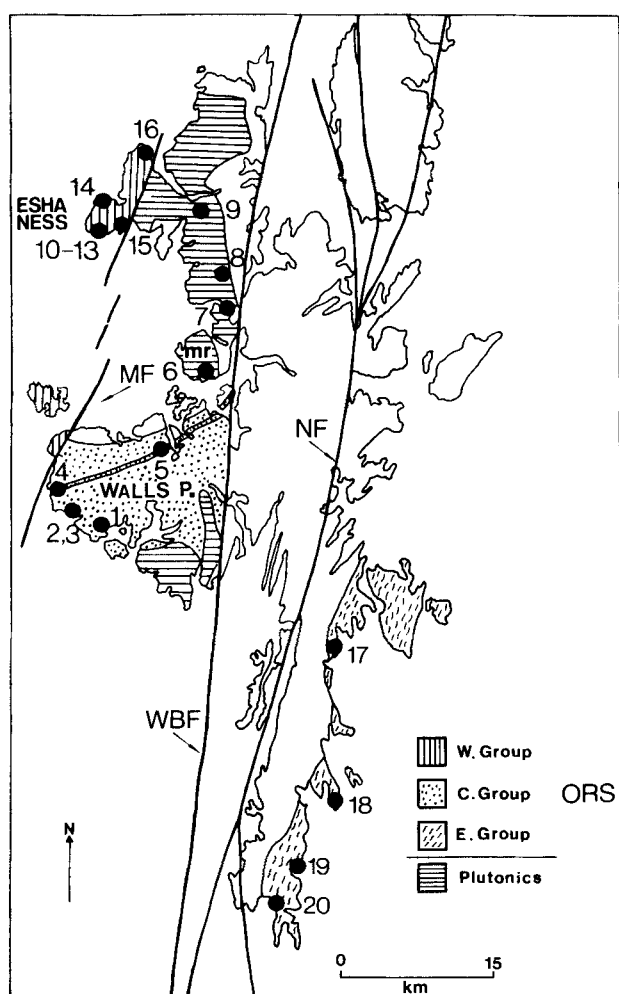 16
14
ESHA
NESS
10-13
15
9
8
7
mr.
6
MF
NF
5
4
WALLS P.
2,3
1
17
WBF
W. Group
C. Group ORS
E. Group
Plutonics
18
N
19
20
0 15
km